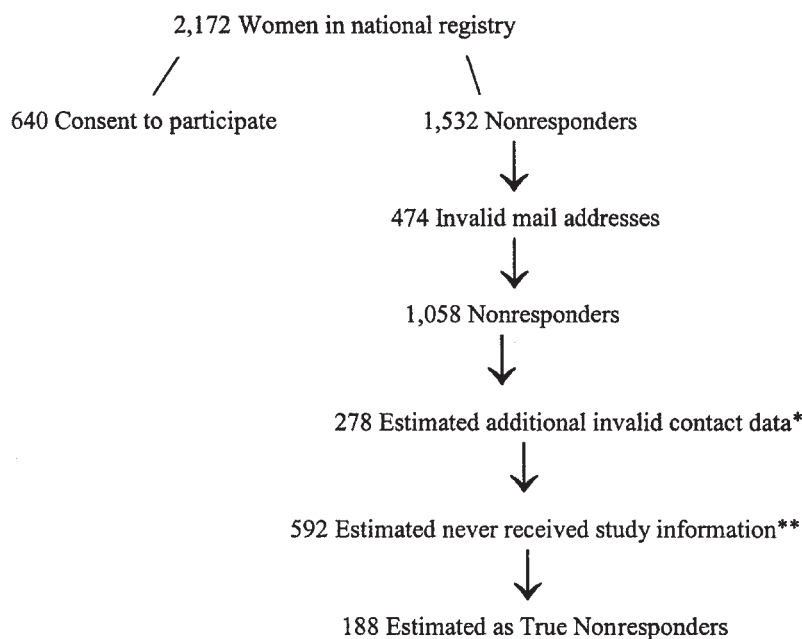 2,172 Women in national registry
640 Consent to participate
1,532 Nonresponders
474 Invalid mail addresses
1,058 Nonresponders
278 Estimated additional invalid contact data*
592 Estimated never received study information**
188 Estimated as True Nonresponders